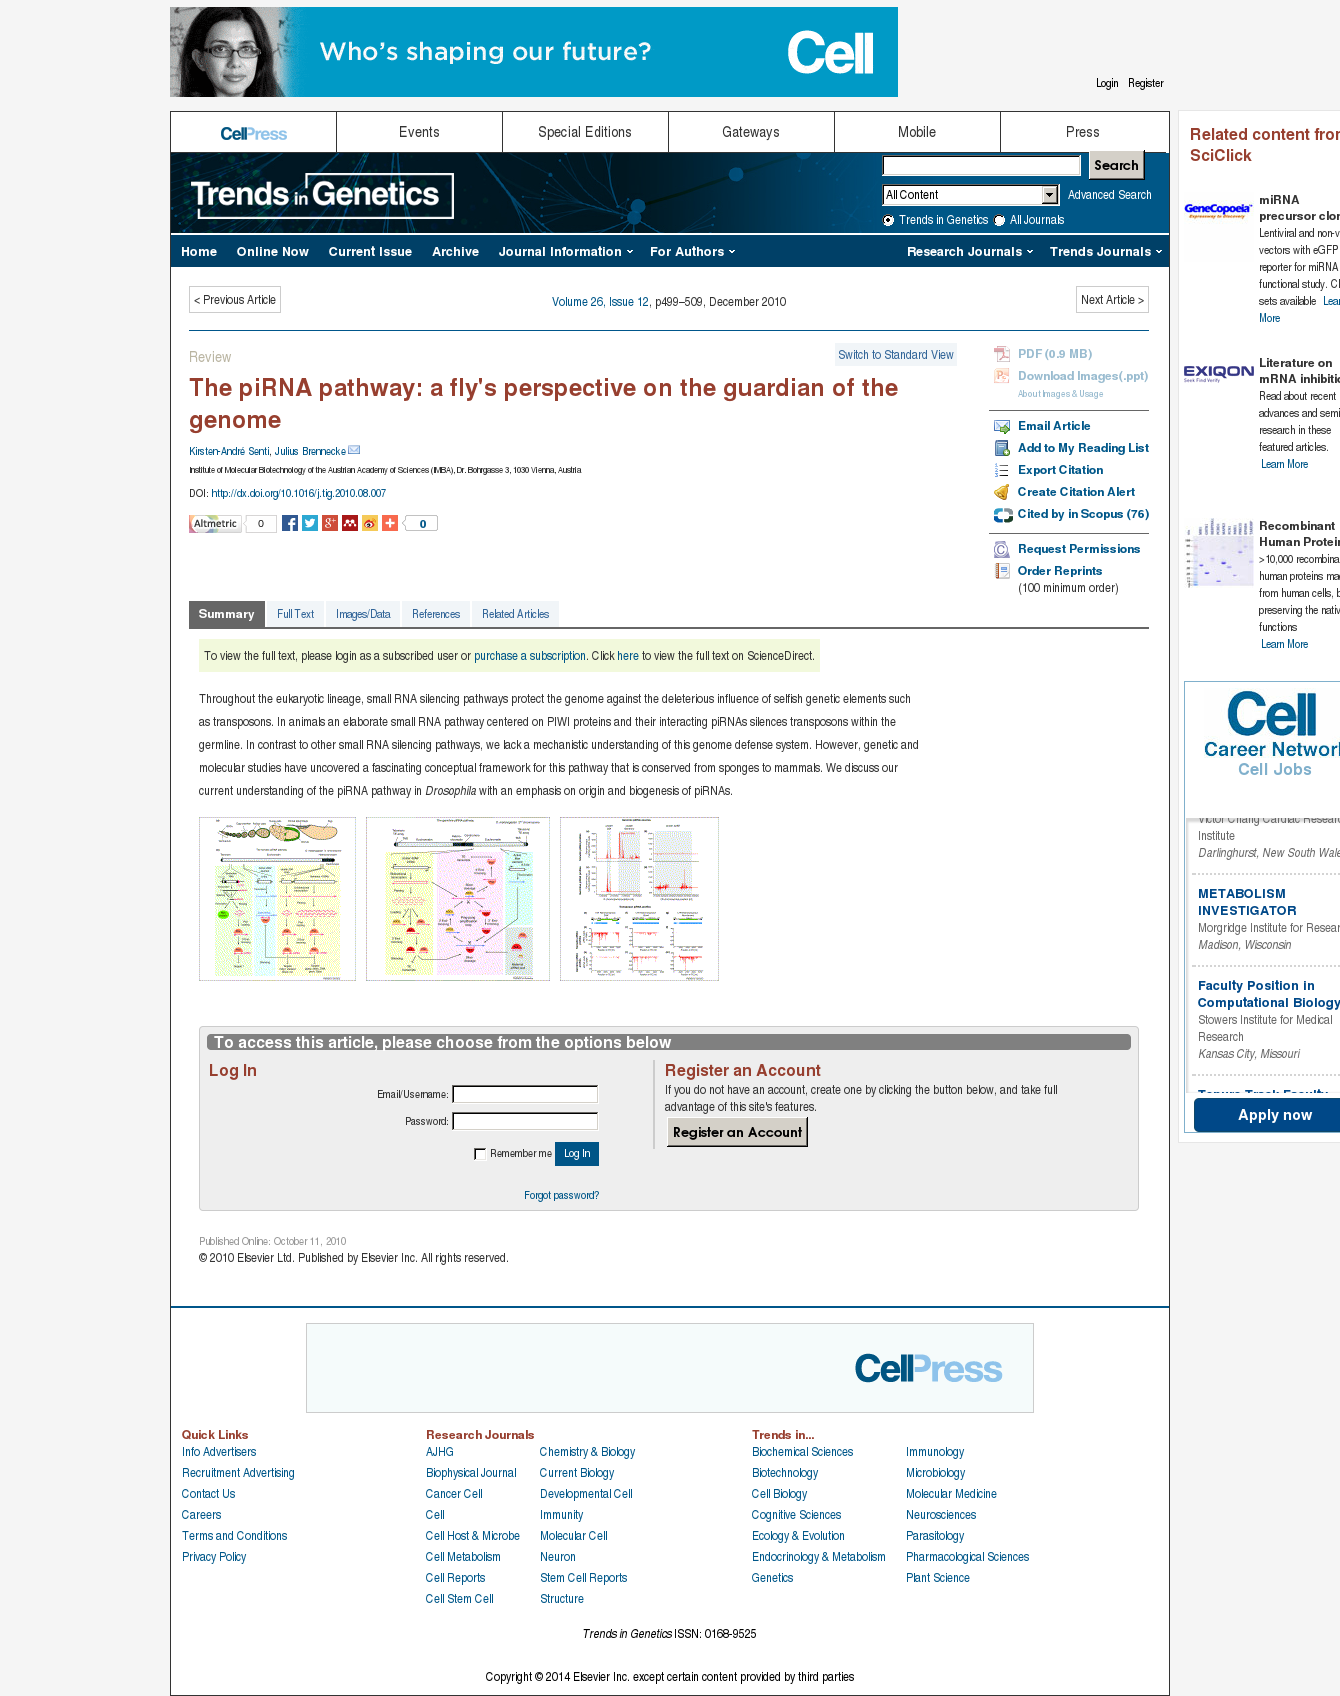 Who's shaping our future?
Cell
Login Register
CellPress Events Special Editions Gateways Mobile Press
Trends in Genetics
Search
All Content Advanced Search
Trends in Genetics All Journals
Home Online Now Current Issue Archive Journal Information For Authors Research Journals Trends Journals
< Previous Article
Volume 26, Issue 12, p499–509, December 2010
Next Article >
Review
Switch to Standard View
The piRNA pathway: a fly's perspective on the guardian of the
genome
Kirsten-André Senti, Julius Brennecke
Institute of Molecular Biotechnology of the Austrian Academy of Sciences (IMBA), Dr. Bohrgasse 3, 1030 Vienna, Austria
DOI: http://dx.doi.org/10.1016/j.tig.2010.08.007
Altmetric 0 0
PDF (0.9 MB)
Download Images(.ppt)
About Images & Usage
Email Article
Add to My Reading List
Export Citation
Create Citation Alert
Cited by in Scopus (76)
Request Permissions
Order Reprints
(100 minimum order)
Summary Full Text Images/Data References Related Articles
To view the full text, please login as a subscribed user or purchase a subscription. Click here to view the full text on ScienceDirect.
Throughout the eukaryotic lineage, small RNA silencing pathways protect the genome against the deleterious influence of selfish genetic elements such
as transposons. In animals an elaborate small RNA pathway centered on PIWI proteins and their interacting piRNAs silences transposons within the
germline. In contrast to other small RNA silencing pathways, we lack a mechanistic understanding of this genome defense system. However, genetic and
molecular studies have uncovered a fascinating conceptual framework for this pathway that is conserved from sponges to mammals. We discuss our
current understanding of the piRNA pathway in Drosophila with an emphasis on origin and biogenesis of piRNAs.
To access this article, please choose from the options below
Log In
Email/Username:
Password:
Remember me Log In
Forgot password?
Register an Account
If you do not have an account, create one by clicking the button below, and take full
advantage of this site's features.
Register an Account
Published Online: October 11, 2010
© 2010 Elsevier Ltd. Published by Elsevier Inc. All rights reserved.
Related content from
SciClick
GeneCopoeia
Expressway to discovery
miRNA
precursor clon
Lentiviral and non-v
vectors with eGFP
reporter for miRNA
functional study. Cl
sets available Lear
More
EXIQON
Seek Find Verify
Literature on
mRNA inhibitio
Read about recent
advances and semi
research in these
featured articles.
Learn More
Recombinant
Human Protein
>10,000 recombina
human proteins mad
from human cells, b
preserving the nativ
functions
Learn More
Cell
Career Network
Cell Jobs
Victor Chang Cardiac Resear
Institute
Darlinghurst, New South Wale
METABOLISM
INVESTIGATOR
Morgridge Institute for Resear
Madison, Wisconsin
Faculty Position in
Computational Biology
Stowers Institute for Medical
Research
Kansas City, Missouri
Tenure Track Faculty
Apply now
CellPress
Quick Links
Info Advertisers
Recruitment Advertising
Contact Us
Careers
Terms and Conditions
Privacy Policy
Research Journals
AJHG Chemistry & Biology
Biophysical Journal Current Biology
Cancer Cell Developmental Cell
Cell Immunity
Cell Host & Microbe Molecular Cell
Cell Metabolism Neuron
Cell Reports Stem Cell Reports
Cell Stem Cell Structure
Trends in...
Biochemical Sciences Immunology
Biotechnology Microbiology
Cell Biology Molecular Medicine
Cognitive Sciences Neurosciences
Ecology & Evolution Parasitology
Endocrinology & Metabolism Pharmacological Sciences
Genetics Plant Science
Trends in Genetics ISSN: 0168-9525
Copyright © 2014 Elsevier Inc. except certain content provided by third parties